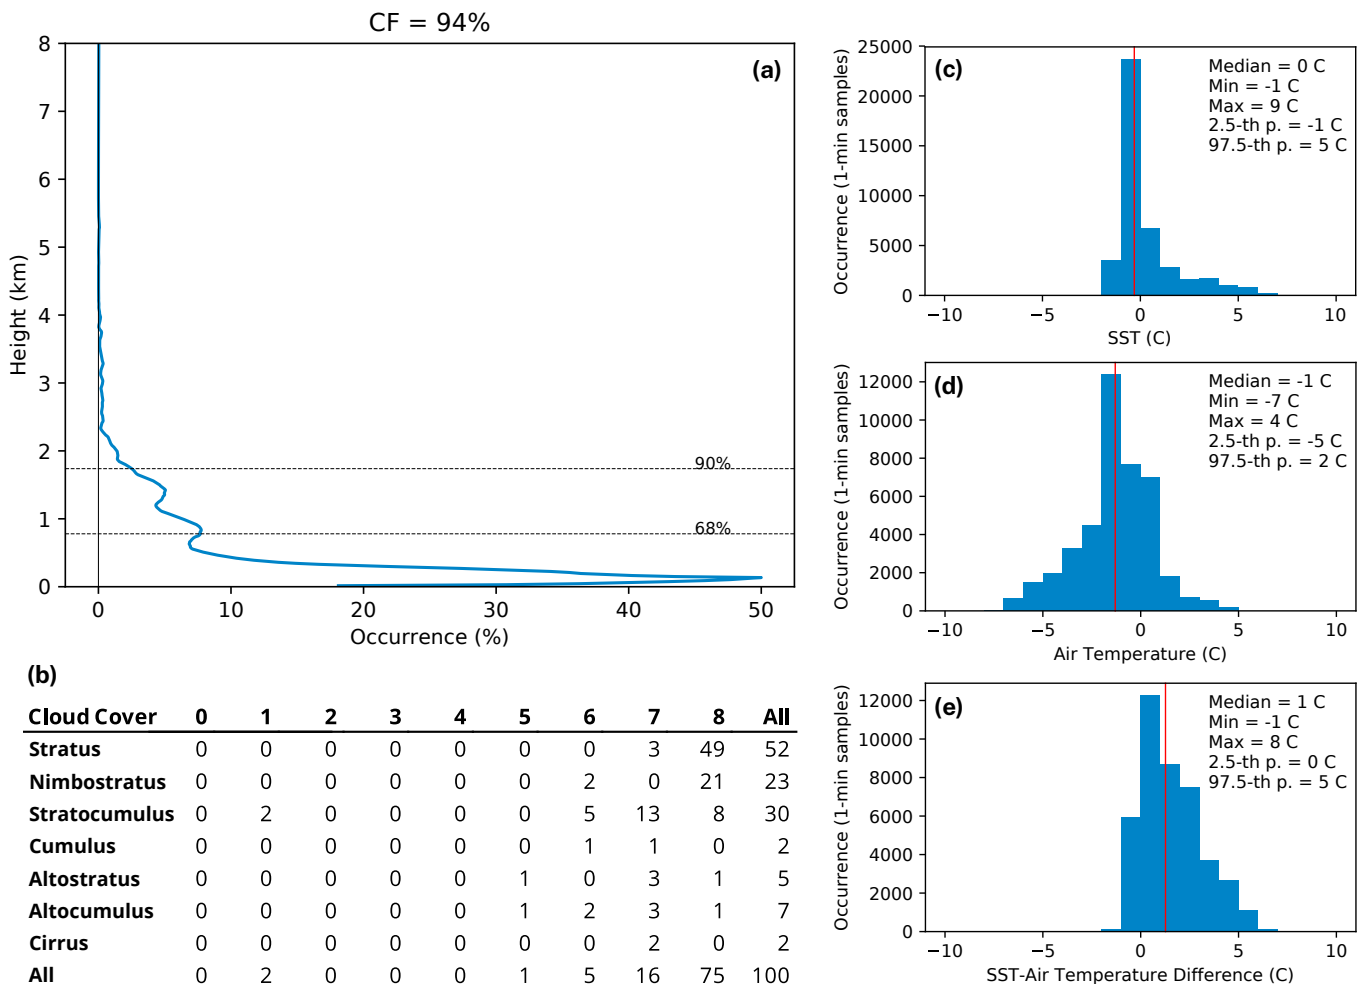 CF = 94%
(a)
8
7
6
5
4
3
2
1
0
Height (km)
90%
68%
0 10 20 30 40 50
Occurrence (%)
(b)
Cloud Cover 0 1 2 3 4 5 6 7 8 All
Stratus 0 0 0 0 0 0 0 3 49 52
Nimbostratus 0 0 0 0 0 0 2 0 21 23
Stratocumulus 0 2 0 0 0 0 5 13 8 30
Cumulus 0 0 0 0 0 0 1 1 0 2
Altostratus 0 0 0 0 0 1 0 3 1 5
Altocumulus 0 0 0 0 0 1 2 3 1 7
Cirrus 0 0 0 0 0 0 0 2 0 2
All 0 2 0 0 0 1 5 16 75 100
(c)
Median = 0 C
Min = -1 C
Max = 9 C
2.5-th p. = -1 C
97.5-th p. = 5 C
25000
20000
15000
10000
5000
0
Occurrence (1-min samples)
−10 −5 0 5 10
SST (C)
(d)
Median = -1 C
Min = -7 C
Max = 4 C
2.5-th p. = -5 C
97.5-th p. = 2 C
12000
10000
8000
6000
4000
2000
0
Occurrence (1-min samples)
−10 −5 0 5 10
Air Temperature (C)
(e)
Median = 1 C
Min = -1 C
Max = 8 C
2.5-th p. = 0 C
97.5-th p. = 5 C
12000
10000
8000
6000
4000
2000
0
Occurrence (1-min samples)
−10 −5 0 5 10
SST-Air Temperature Difference (C)